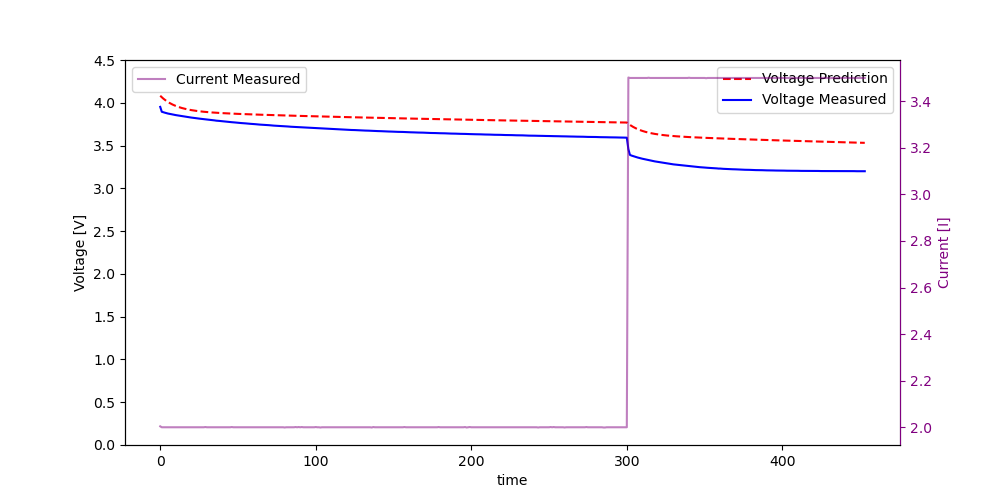 Current Measured
Voltage Prediction
Voltage Measured
4.5
4.0
3.5
3.0
2.5
2.0
1.5
1.0
0.5
0.0
Voltage [V]
3.4
3.2
3.0
2.8
2.6
2.4
2.2
2.0
Current [I]
0 100 200 300 400
time